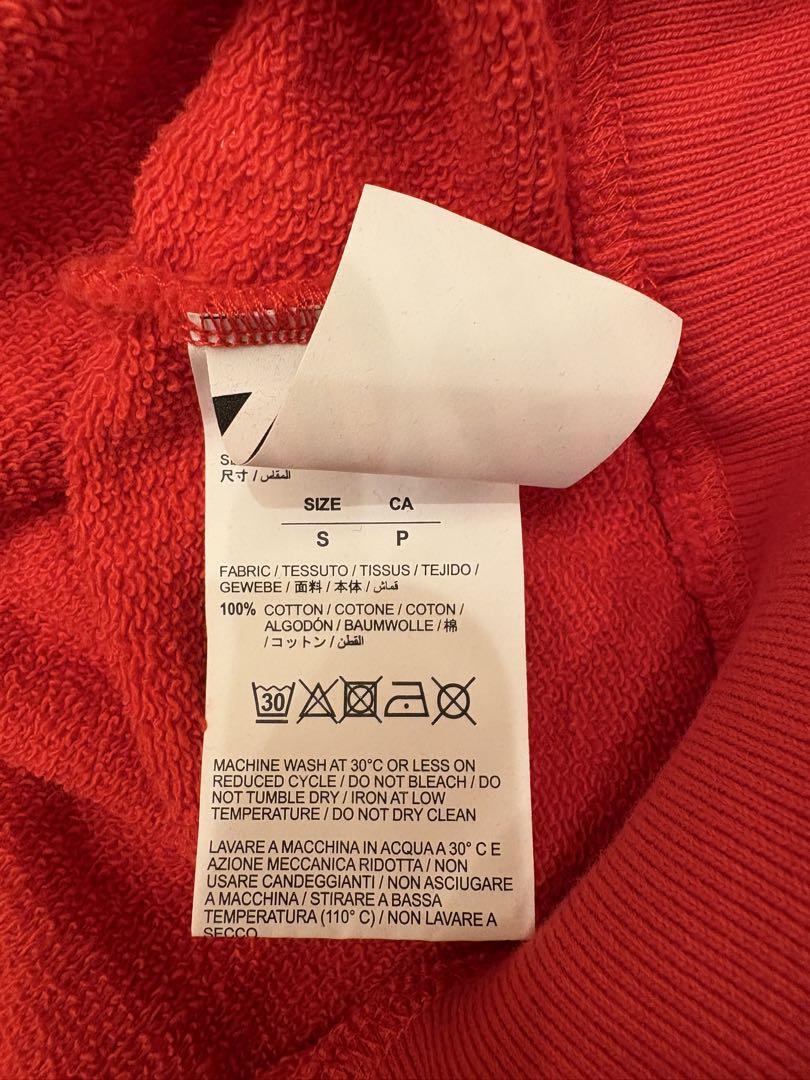 尺寸 / المقاس
SIZE CA
S P
FABRIC / TESSUTO / TISSUS / TEJIDO /
GEWEBE / 面料 / 本体 / قماش
100% COTTON / COTONE / COTON /
ALGODÓN / BAUMWOLLE / 棉
/ コットン / القطن
30
MACHINE WASH AT 30°C OR LESS ON
REDUCED CYCLE / DO NOT BLEACH / DO
NOT TUMBLE DRY / IRON AT LOW
TEMPERATURE / DO NOT DRY CLEAN
LAVARE A MACCHINA IN ACQUA A 30° C E
AZIONE MECCANICA RIDOTTA / NON
USARE CANDEGGIANTI / NON ASCIUGARE
A MACCHINA / STIRARE A BASSA
TEMPERATURA (110° C) / NON LAVARE A
SECCO